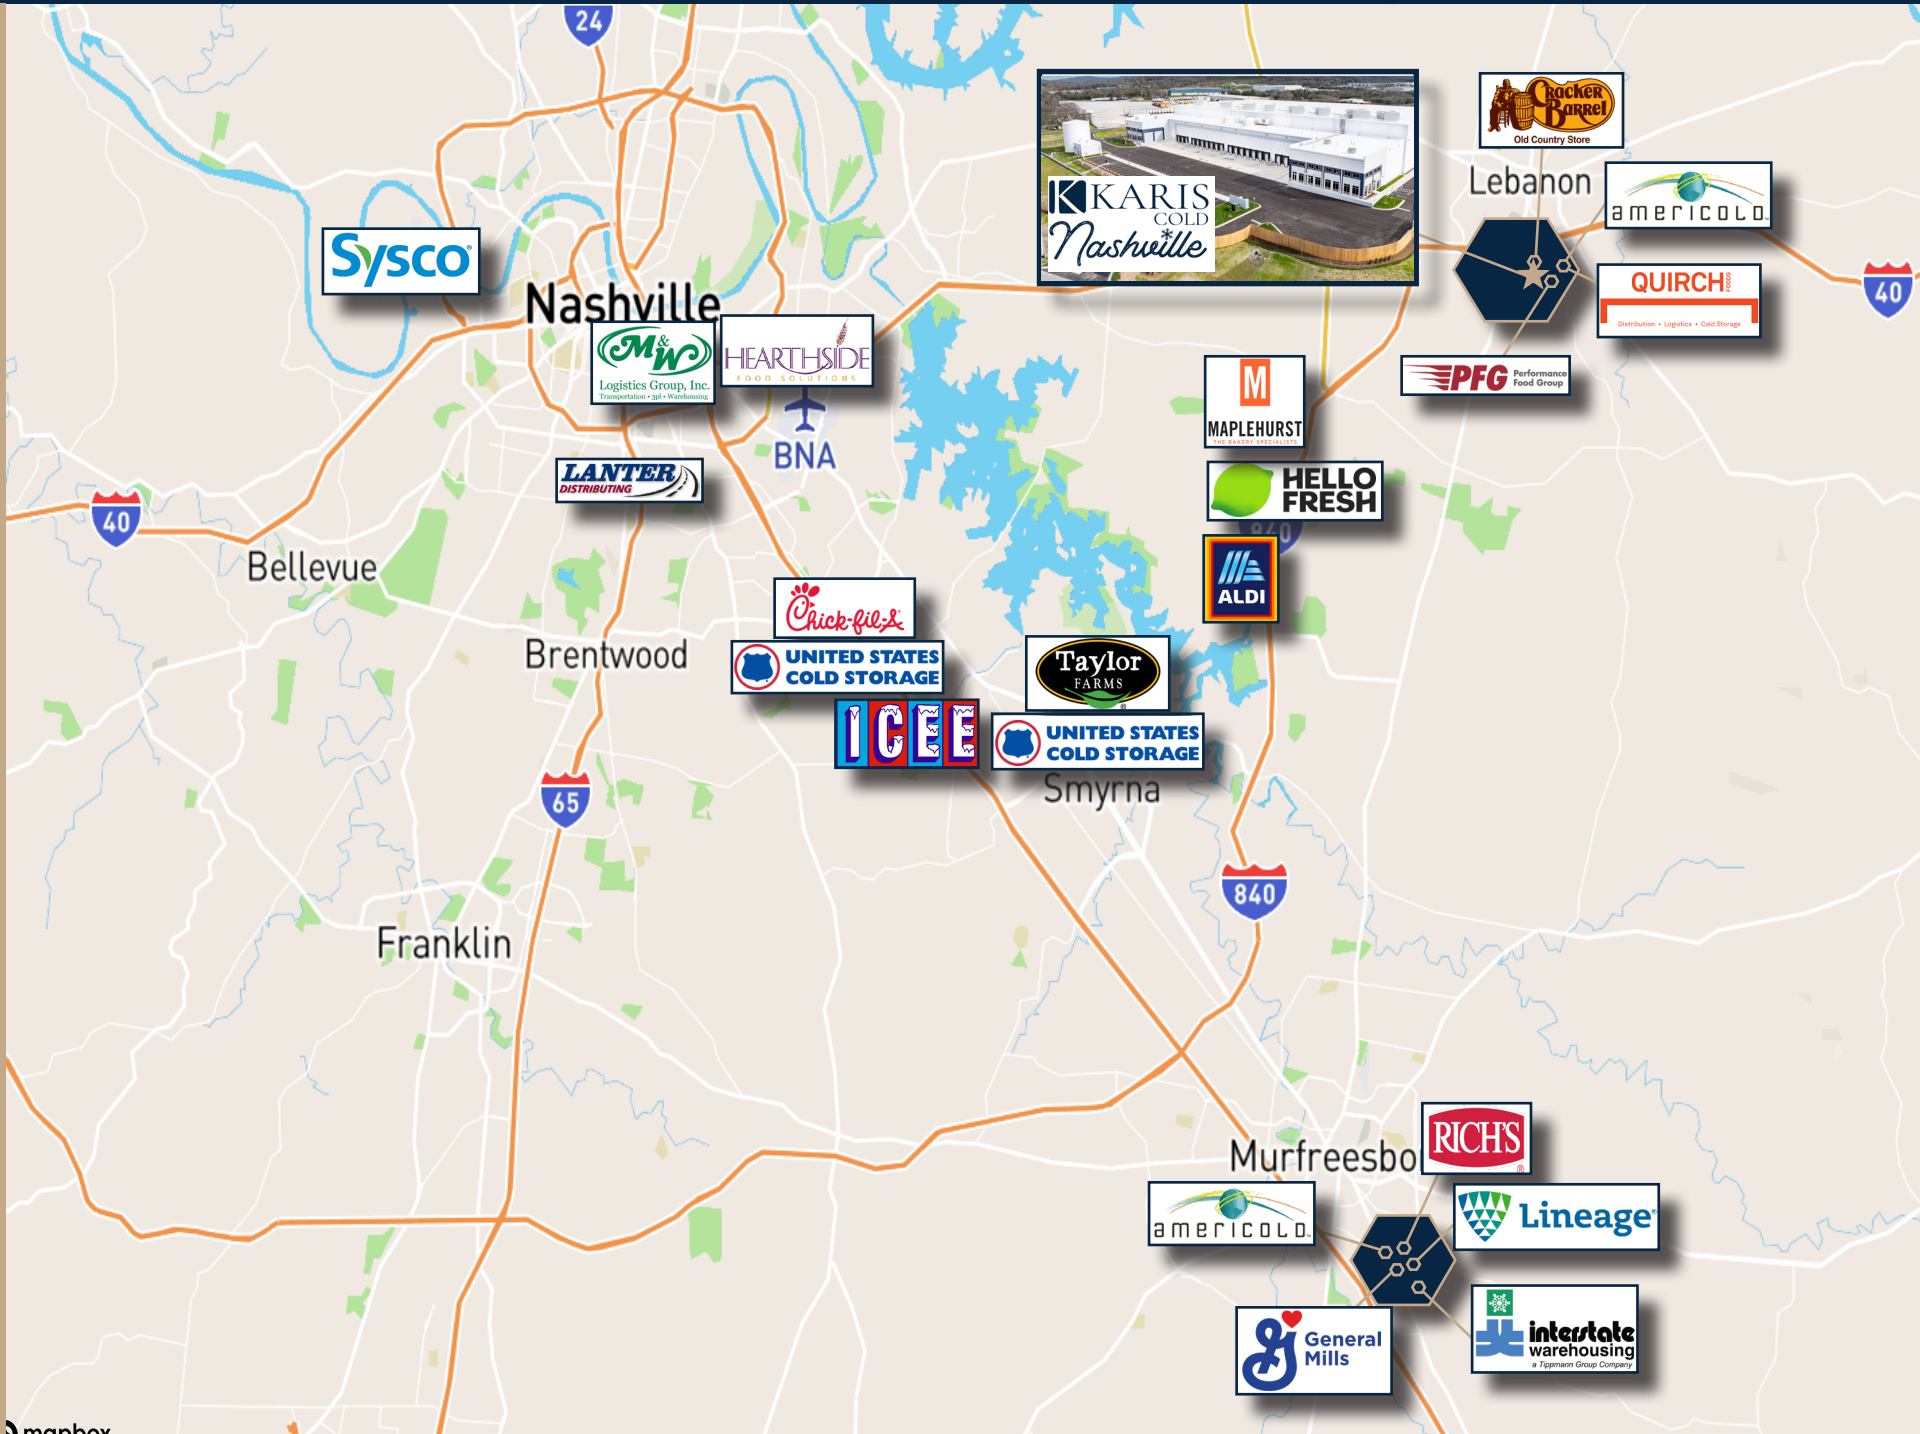 24
Cracker
Barrel
Old Country Store
Lebanon
americold
KARIS
COLD
Nashville
Sysco
QUIRCH
FOODS
Distribution • Logistics • Cold Storage
40
Nashville
M&W
Logistics Group, Inc.
Transportation • 3pl • Warehousing
HEARTHSIDE
FOOD SOLUTIONS
PFG Performance
Food Group
M
MAPLEHURST
THE BAKERY SPECIALISTS
BNA
LANTER
DISTRIBUTING
HELLO
FRESH
40
840
ALDI
Bellevue
Chick-fil-A
Brentwood
UNITED STATES
COLD STORAGE
Taylor
FARMS
ICEE
UNITED STATES
COLD STORAGE
Smyrna
65
840
Franklin
RICH'S
Murfreesbo
americold
Lineage
General
Mills
interstate
warehousing
a Tippmann Group Company
mapbox